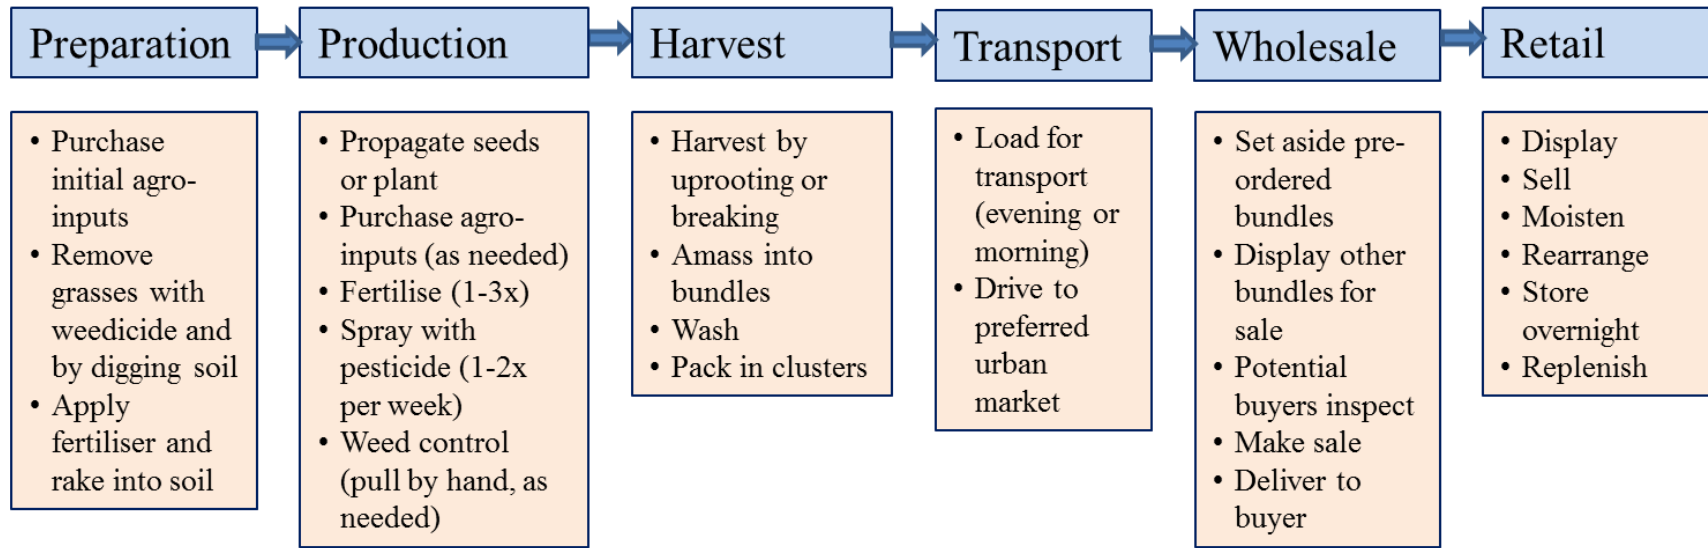 Preparation
Production
Harvest
Transport
Wholesale
Retail
• Purchase
initial agro-
inputs
• Remove
grasses with
weedicide and
by digging soil
• Apply
fertiliser and
rake into soil
• Propagate seeds
or plant
• Purchase agro-
inputs (as needed)
• Fertilise (1-3x)
• Spray with
pesticide (1-2x
per week)
• Weed control
(pull by hand, as
needed)
• Harvest by
uprooting or
breaking
• Amass into
bundles
• Wash
• Pack in clusters
• Load for
transport
(evening or
morning)
• Drive to
preferred
urban
market
• Set aside pre-
ordered
bundles
• Display other
bundles for
sale
• Potential
buyers inspect
• Make sale
• Deliver to
buyer
• Display
• Sell
• Moisten
• Rearrange
• Store
overnight
• Replenish